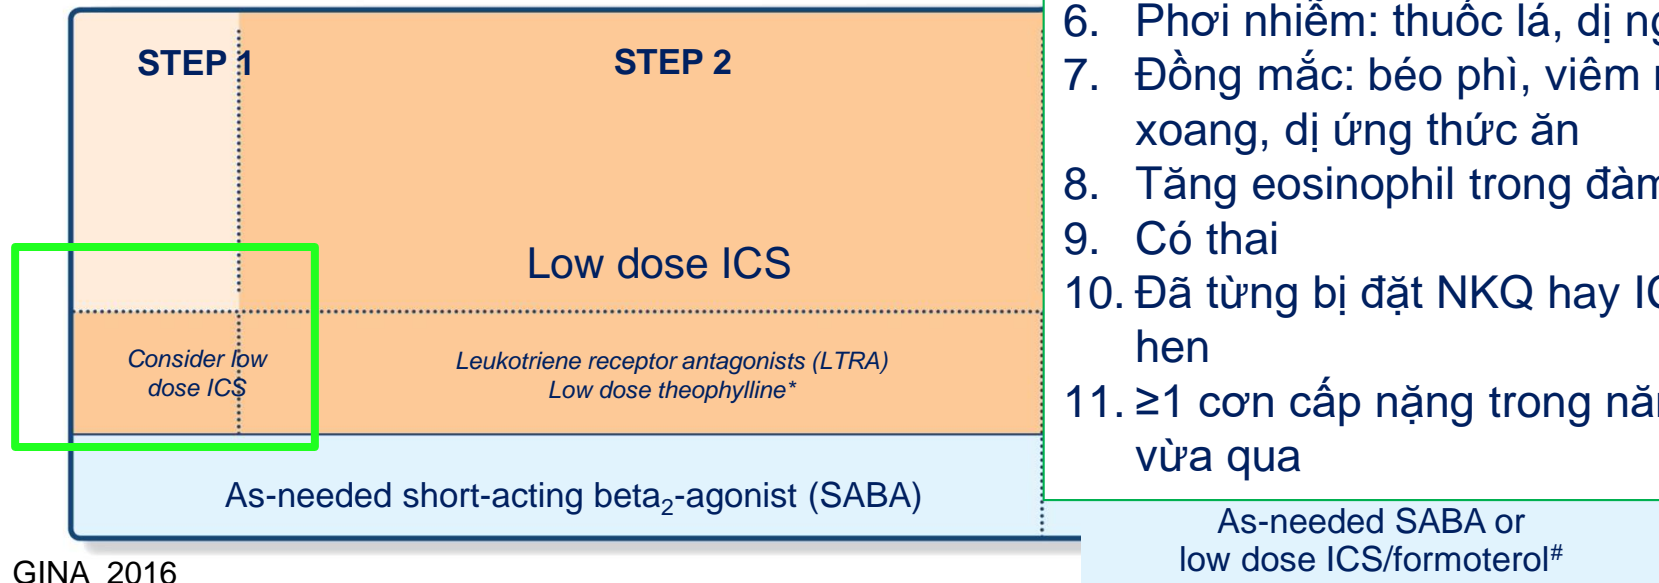 STEP 1
STEP 2
Low dose ICS
Consider low
dose ICS
Leukotriene receptor antagonists (LTRA)
Low dose theophylline*
As-needed short-acting beta2-agonist (SABA)
GINA 2016
6. Phơi nhiễm: thuốc lá, dị
7. Đồng mắc: béo phì, viêm
xoang, dị ứng thức ăn
8. Tăng eosinophil trong
9. Có thai
10. Đã từng bị đặt NKQ hay
hen
11. ≥1 cơn cấp nặng trong
vừa qua
As-needed SABA or
low dose ICS/formoterol#